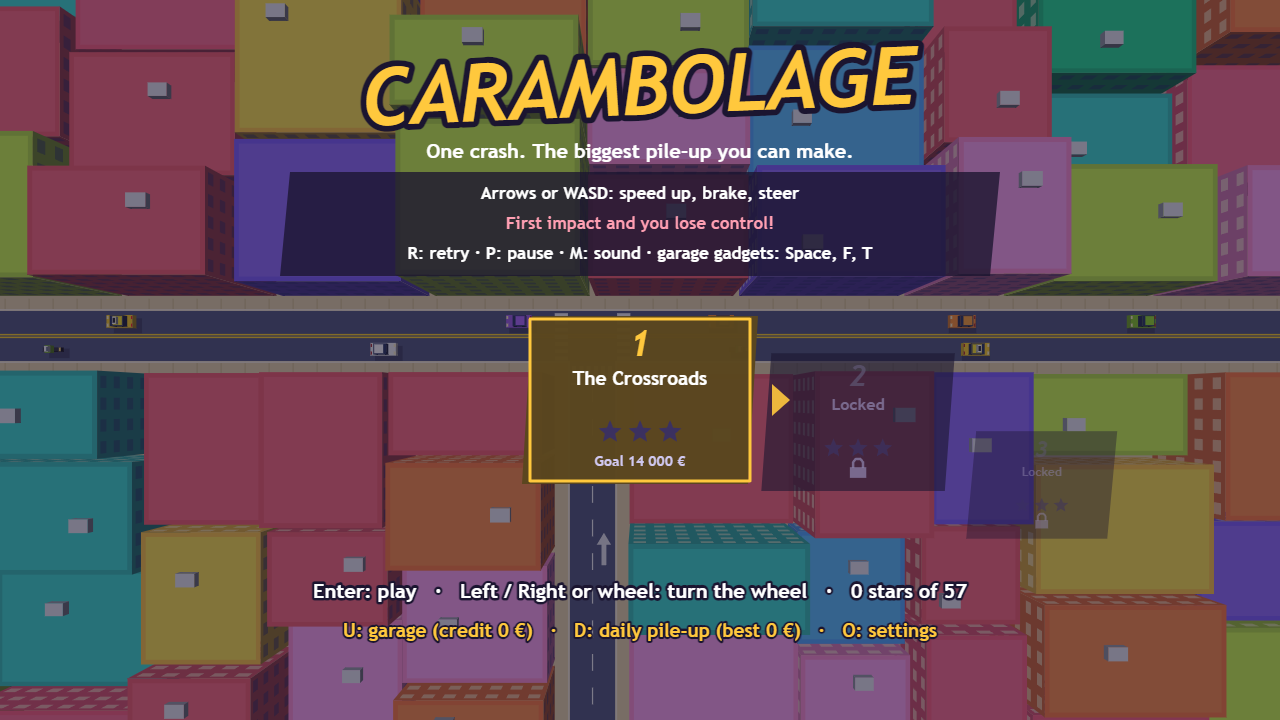 CARAMBOLAGE
One crash. The biggest pile-up you can make.
Arrows or WASD: speed up, brake, steer
First impact and you lose control!
R: retry · P: pause · M: sound · garage gadgets: Space, F, T
1
The Crossroads
Goal 14 000 €
2
Locked
3
Locked
Enter: play · Left / Right or wheel: turn the wheel · 0 stars of 57
U: garage (credit 0 €) · D: daily pile-up (best 0 €) · O: settings